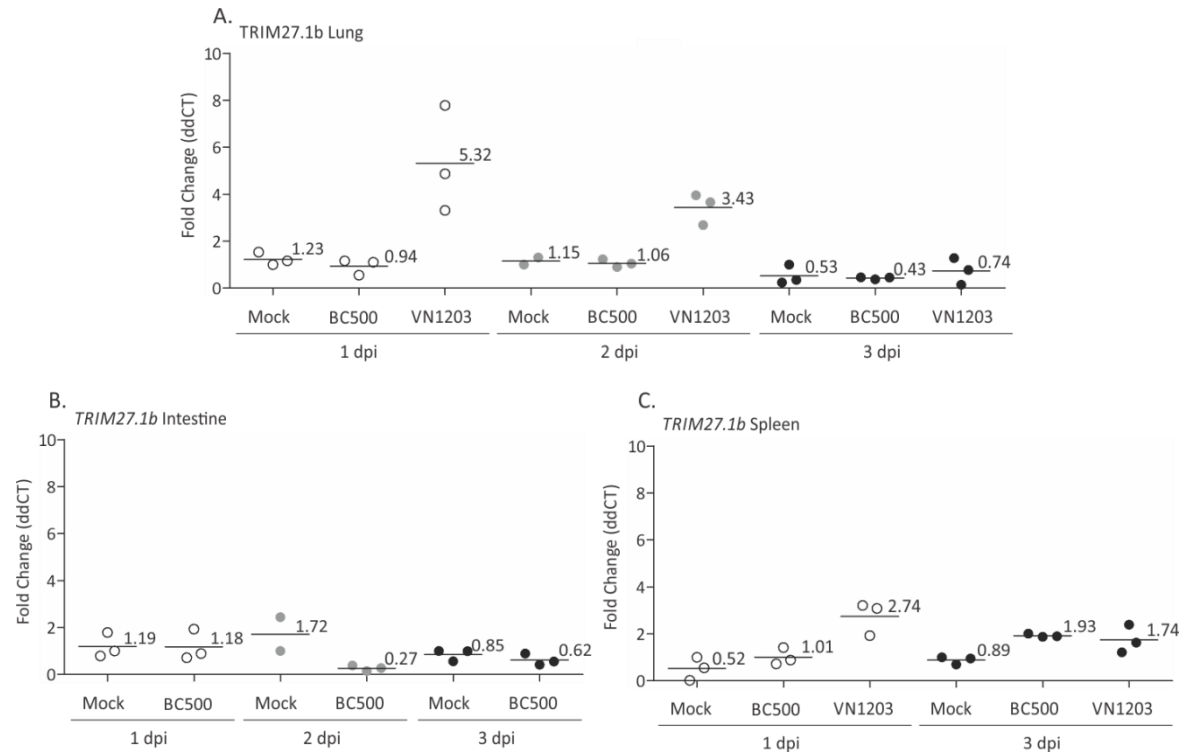 A.
TRIM27.1b Lung
Fold Change (ddCT)
10
8
6
4
2
0
1.23
0.94
5.32
1.15
1.06
3.43
0.53
0.43
0.74
Mock BC500 VN1203 Mock BC500 VN1203 Mock BC500 VN1203
1 dpi 2 dpi 3 dpi
B.
TRIM27.1b Intestine
Fold Change (ddCT)
10
8
6
4
2
0
1.19
1.18
1.72
0.27
0.85
0.62
Mock BC500 Mock BC500 Mock BC500
1 dpi 2 dpi 3 dpi
C.
TRIM27.1b Spleen
Fold Change (ddCT)
10
8
6
4
2
0
0.52
1.01
2.74
0.89
1.93
1.74
Mock BC500 VN1203 Mock BC500 VN1203
1 dpi 3 dpi